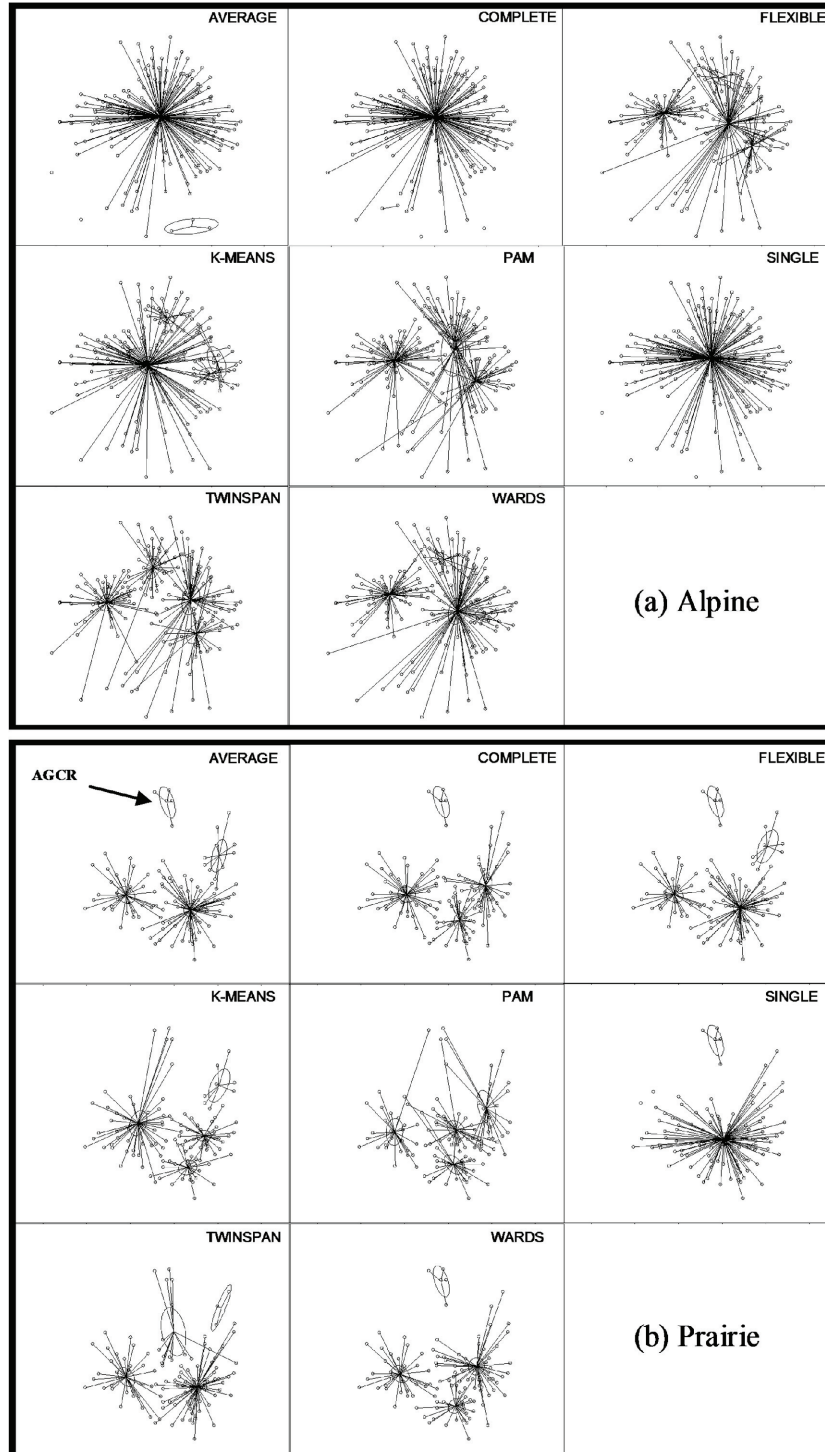 AVERAGE
COMPLETE
FLEXIBLE
K-MEANS
PAM
SINGLE
TWINSPAN
WARDS
(a) Alpine
AVERAGE
AGCR
COMPLETE
FLEXIBLE
K-MEANS
PAM
SINGLE
TWINSPAN
WARDS
(b) Prairie